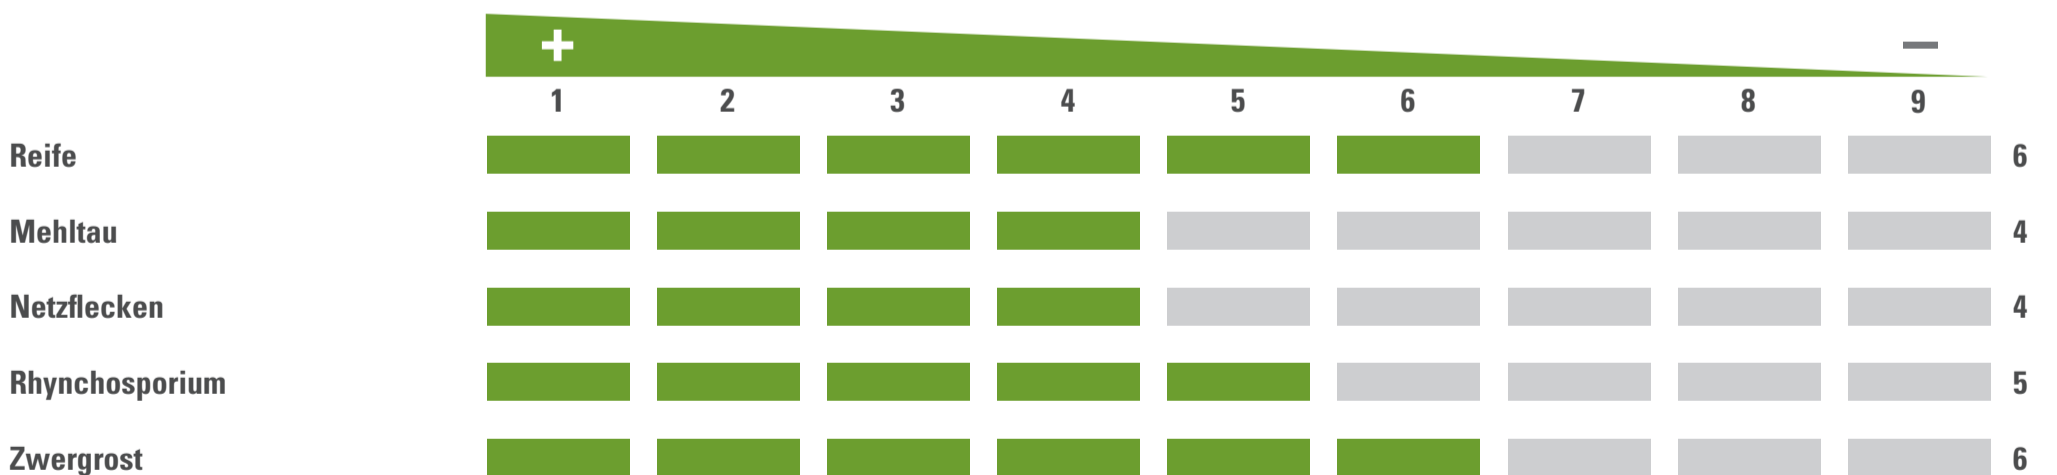 + –
1 2 3 4 5 6 7 8 9
Reife 6
Mehltau 4
Netzflecken 4
Rhynchosporium 5
Zwergrost 6